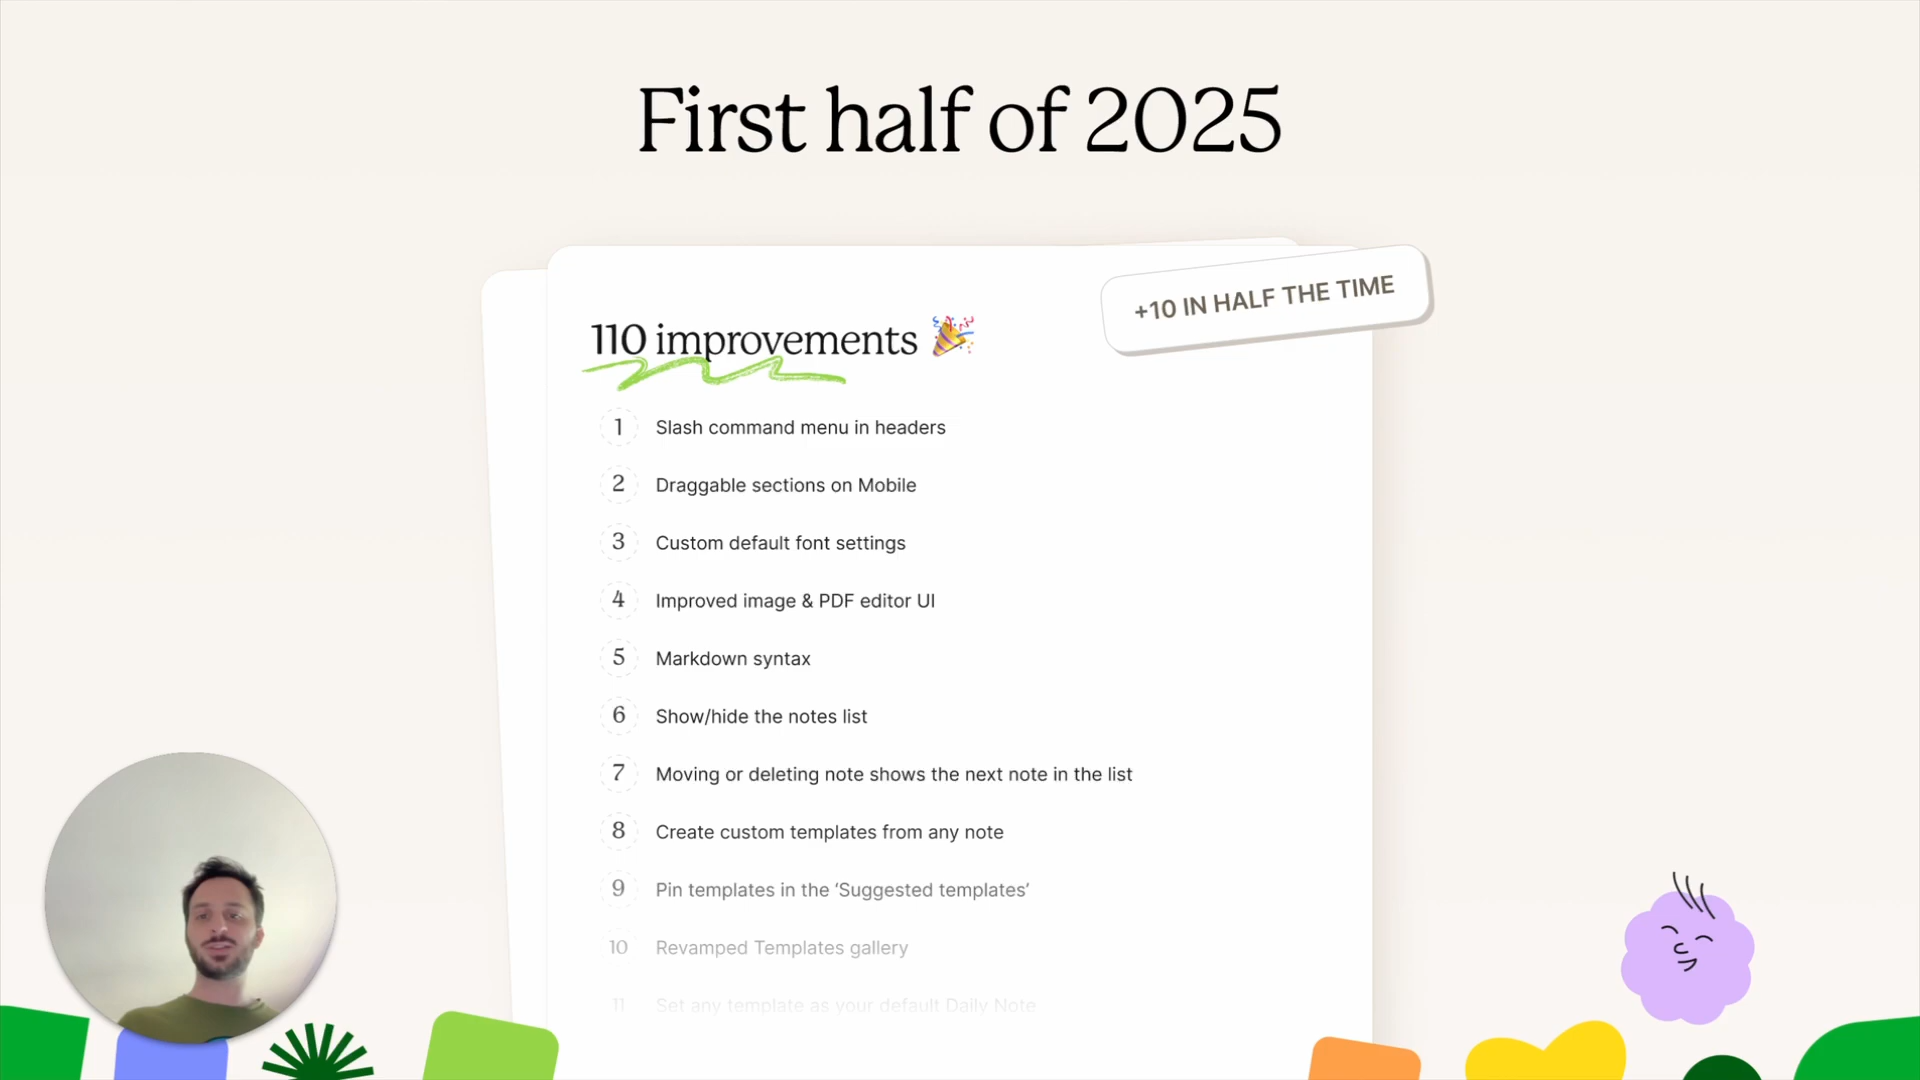 First half of 2025
+10 IN HALF THE TIME
110 improvements 🎉
1 Slash command menu in headers
2 Draggable sections on Mobile
3 Custom default font settings
4 Improved image & PDF editor UI
5 Markdown syntax
6 Show/hide the notes list
7 Moving or deleting note shows the next note in the list
8 Create custom templates from any note
9 Pin templates in the ‘Suggested templates’
10 Revamped Templates gallery
11 Set any template as your default Daily Note